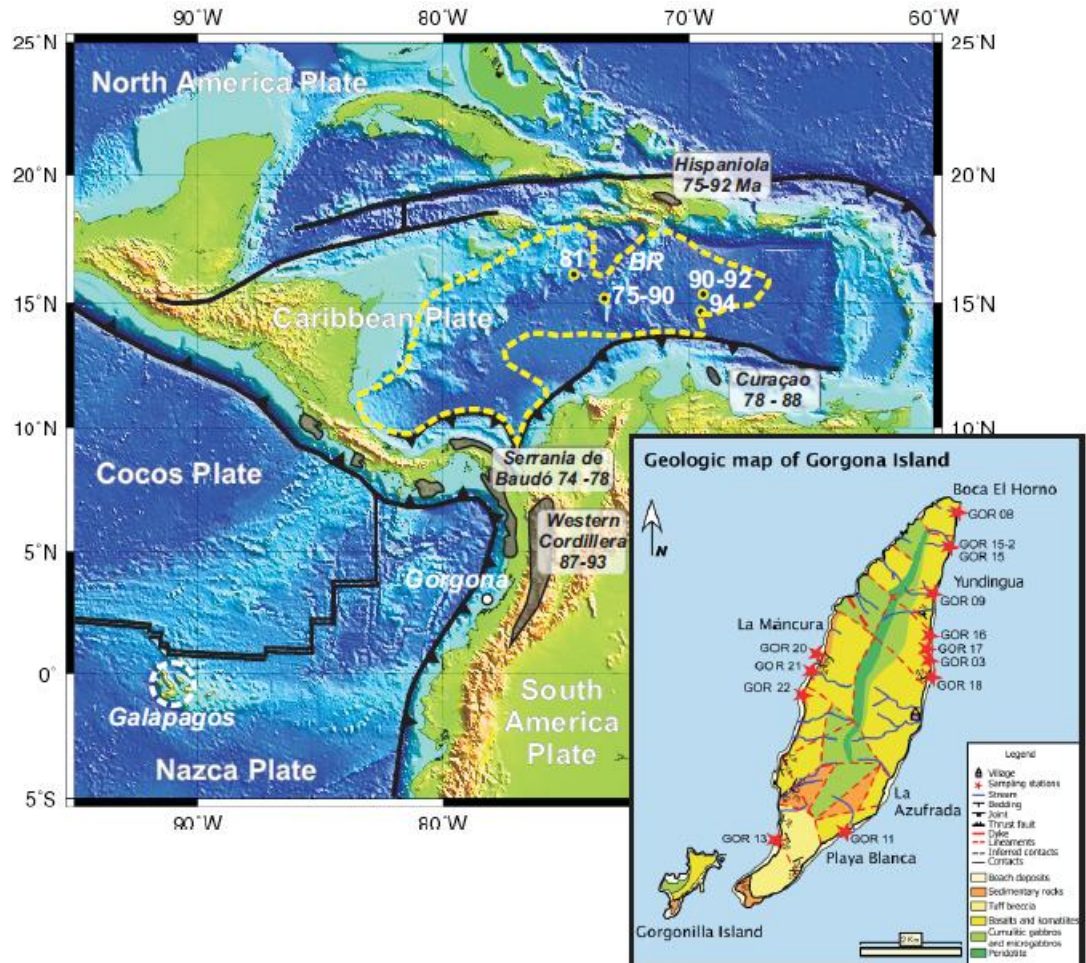 90°W
80°W
70°W
60°W
25°N
25°N
North America Plate
Hispaniola
75-92 Ma
20°N
20°N
81
BR
90-92
75-90
94
15°N
15°N
Caribbean Plate
Curaçao
78 - 88
10°N
10°N
Serrania de
Baudó 74 -78
Cocos Plate
Western
Cordillera
87-93
5°N
Gorgona
0°
Galapagos
South
America
Plate
Nazca Plate
5°S
90°W
80°W
Geologic map of Gorgona Island
Boca El Horno
GOR 08
N
GOR 15-2
GOR 15
Yundingua
GOR 09
La Máncura
GOR 16
GOR 20
GOR 17
GOR 21
GOR 03
GOR 22
GOR 18
La
Azufrada
GOR 13
GOR 11
Playa Blanca
Gorgonilla Island
Legend
Village
Sampling stations
Stream
Bedding
Joint
Thrust fault
Dyke
Lineaments
Inferred contacts
Contacts
Beach deposits
Sedimentary rocks
Tuff breccia
Basalts and komatiites
Cumulitic gabbros
and microgabbros
Peridotite
2 Km